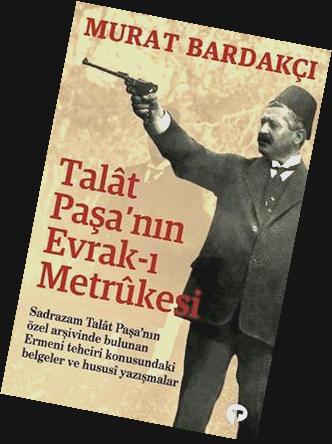 MURAT BARDAKÇI
Talât
Paşa'nın
Evrak-ı
Metrûkesi
Sadrazam Talât Paşa'nın
özel arşivinde bulunan
Ermeni tehciri konusundaki
belgeler ve hususî yazışmalar